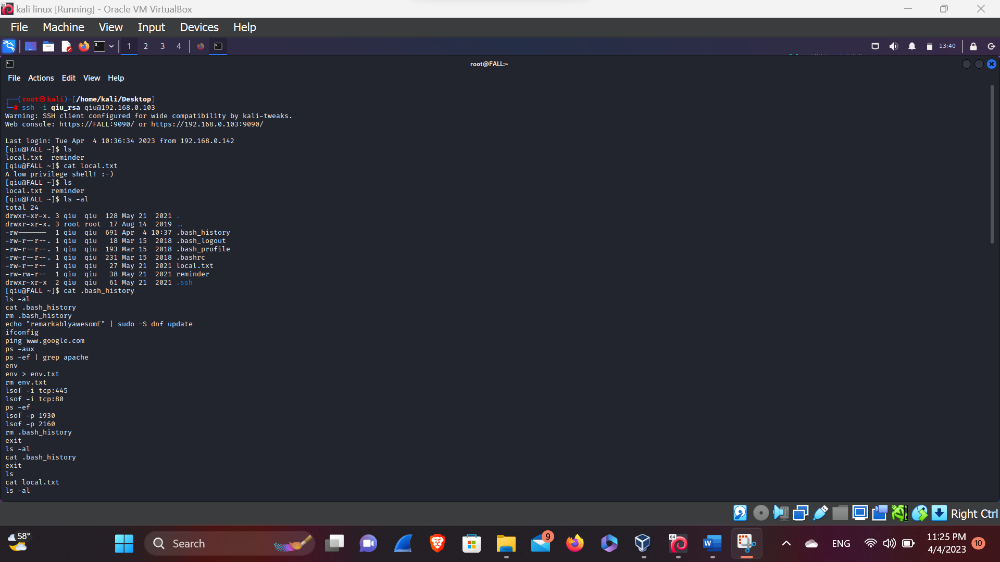 kali linux [Running] - Oracle VM VirtualBox
File Machine View Input Devices Help
1 2 3 4 13:40
root@FALL:~
File Actions Edit View Help
┌──(root㉿kali)-[/home/kali/Desktop]
└─# ssh -i qiu_rsa qiu@192.168.0.103
Warning: SSH client configured for wide compatibility by kali-tweaks.
Web console: https://FALL:9090/ or https://192.168.0.103:9090/
Last login: Tue Apr  4 10:36:34 2023 from 192.168.0.142
[qiu@FALL ~]$ ls
local.txt  reminder
[qiu@FALL ~]$ cat local.txt
A low privilege shell! :-)
[qiu@FALL ~]$ ls
local.txt  reminder
[qiu@FALL ~]$ ls -al
total 24
drwxr-xr-x. 3 qiu  qiu  128 May 21  2021 .
drwxr-xr-x. 3 root root  17 Aug 14  2019 ..
-rw-------  1 qiu  qiu  691 Apr  4 10:37 .bash_history
-rw-r--r--. 1 qiu  qiu   18 Mar 15  2018 .bash_logout
-rw-r--r--. 1 qiu  qiu  193 Mar 15  2018 .bash_profile
-rw-r--r--. 1 qiu  qiu  231 Mar 15  2018 .bashrc
-rw-r--r--  1 qiu  qiu   27 May 21  2021 local.txt
-rw-rw-r--  1 qiu  qiu   38 May 21  2021 reminder
drwxr-xr-x  2 qiu  qiu   61 May 21  2021 .ssh
[qiu@FALL ~]$ cat .bash_history
ls -al
cat .bash_history
rm .bash_history
echo "remarkablyawesomE" | sudo -S dnf update
ifconfig
ping www.google.com
ps -aux
ps -ef | grep apache
env
env > env.txt
rm env.txt
lsof -i tcp:445
lsof -i tcp:80
ps -ef
lsof -p 1930
lsof -p 2160
rm .bash_history
exit
ls -al
cat .bash_history
exit
ls
cat local.txt
ls -al
Right Ctrl
58° Search 9 64 W ENG 11:25 PM 10
4/4/2023